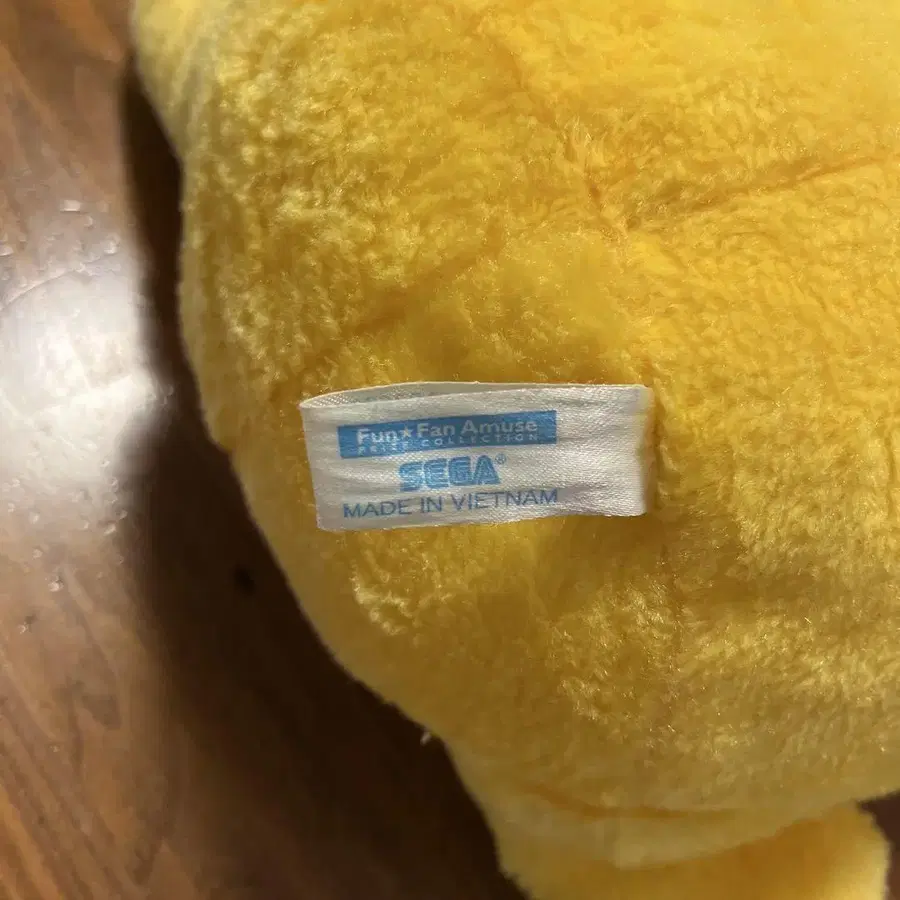 Fun★Fan Amuse
PRIZE COLLECTION
SEGA®
MADE IN VIETNAM